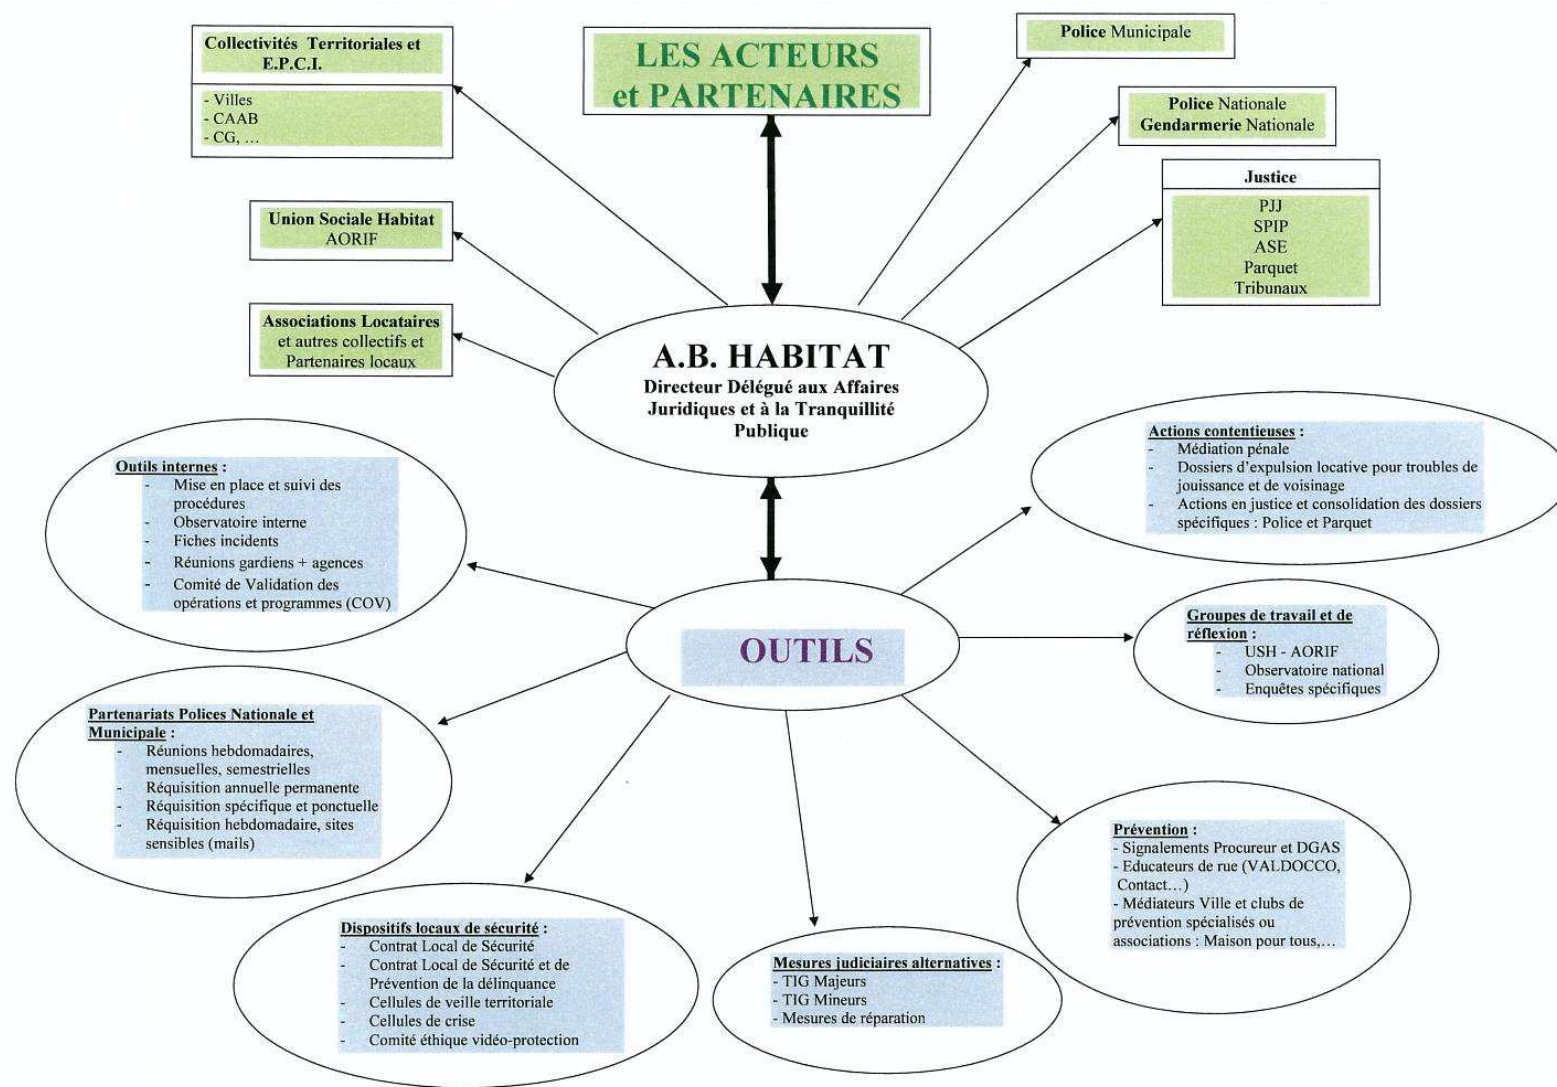 Collectivités Territoriales et
E.P.C.I.
- Villes
- CAAB
- CG, ...
LES ACTEURS
et PARTENAIRES
Police Municipale
Police Nationale
Gendarmerie Nationale
Justice
PJJ
SPIP
ASE
Parquet
Tribunaux
Union Sociale Habitat
AORIF
Associations Locataires
et autres collectifs et
Partenaires locaux
A.B. HABITAT
Directeur Délégué aux Affaires
Juridiques et à la Tranquillité
Publique
Outils internes :
- Mise en place et suivi des
procédures
- Observatoire interne
- Fiches incidents
- Réunions gardiens + agences
- Comité de Validation des
opérations et programmes (COV)
Actions contentieuses :
- Médiation pénale
- Dossiers d'expulsion locative pour troubles de
jouissance et de voisinage
- Actions en justice et consolidation des dossiers
spécifiques : Police et Parquet
OUTILS
Groupes de travail et de
réflexion :
- USH - AORIF
- Observatoire national
- Enquêtes spécifiques
Partenariats Polices Nationale et
Municipale :
- Réunions hebdomadaires,
mensuelles, semestrielles
- Réquisition annuelle permanente
- Réquisition spécifique et ponctuelle
- Réquisition hebdomadaire, sites
sensibles (mails)
Prévention :
- Signalements Procureur et DGAS
- Educateurs de rue (VALDOCCO,
Contact...)
- Médiateurs Ville et clubs de
prévention spécialisés ou
associations : Maison pour tous,...
Dispositifs locaux de sécurité :
- Contrat Local de Sécurité
- Contrat Local de Sécurité et de
Prévention de la délinquance
- Cellules de veille territoriale
- Cellules de crise
- Comité éthique vidéo-protection
Mesures judiciaires alternatives :
- TIG Majeurs
- TIG Mineurs
- Mesures de réparation